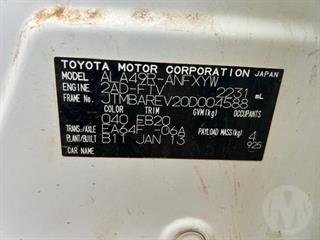 TOYOTA MOTOR CORPORATION JAPAN
MODEL ALA49R-ANFXYW
ENGINE 2AD-FTV 2231 mL
FRAME JTMBAREV20D004588
COLOR TRIM GVM(kg) OCCUPANTS
040 EB20 4
TRANS./AXLE EA64F -06A PAYLOAD MASS(kg) 925
PLANT/BUILT B11 JAN 13
CAR NAME